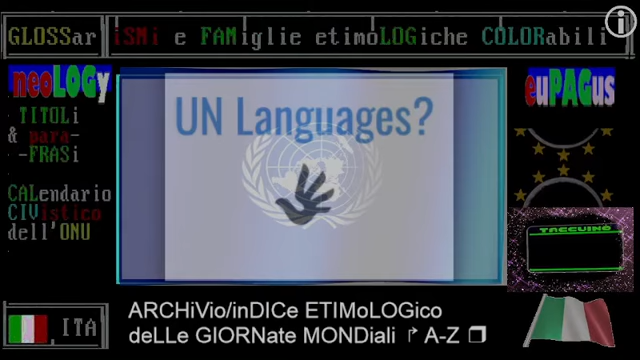 GLOSSar iSMi e FAMiglie etimoLOGiche COLORabili
neoLOGy
euPAGus
UN Languages?
TITOLi
& para-
-FRASi
CALendario
CIVistico
dell'ONU
TACCUINO
ITA
ARCHiVio/inDICe ETIMoLOGico
deLLe GIORNate MONDiali ↱ A-Z ❐